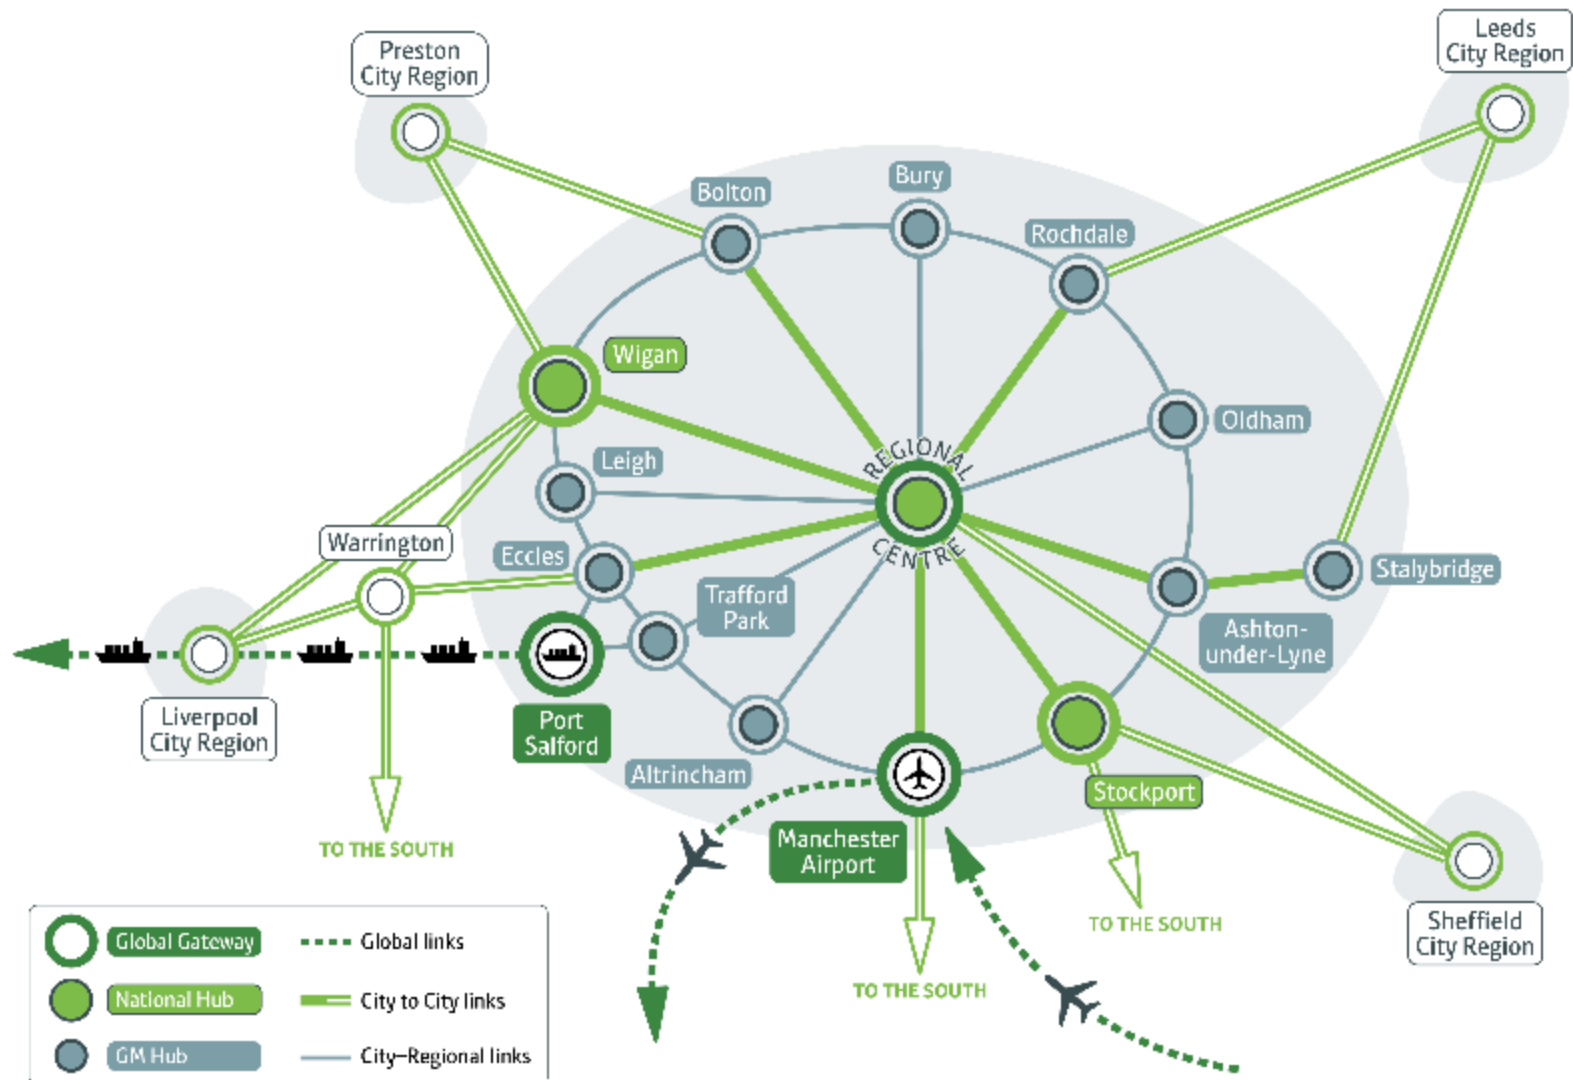 Preston
City Region
Leeds
City Region
Bolton
Bury
Rochdale
Wigan
Oldham
Leigh
REGIONAL
CENTRE
Warrington
Eccles
Trafford
Park
Stalybridge
Ashton-
under-Lyne
Liverpool
City Region
Port
Salford
Altrincham
Stockport
Manchester
Airport
TO THE SOUTH
TO THE SOUTH
TO THE SOUTH
Sheffield
City Region
Global Gateway
Global links
National Hub
City to City links
GM Hub
City–Regional links